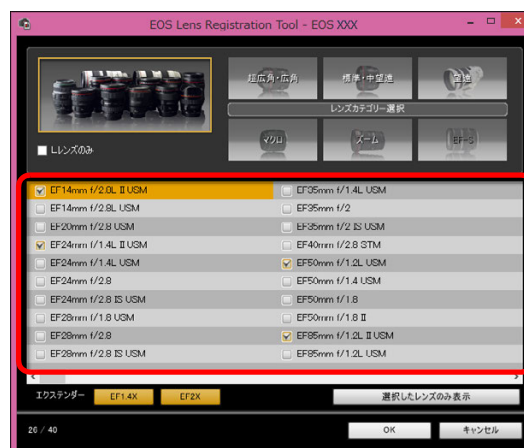 EOS Lens Registration Tool - EOS XXX
超広角・広角
標準・中望遠
望遠
レンズカテゴリー選択
マクロ
ズーム
EF-S
Lレンズのみ
EF14mm f/2.8L II USM
EF14mm f/2.8L USM
EF20mm f/2.8 USM
EF24mm f/1.4L II USM
EF24mm f/1.4L USM
EF24mm f/2.8
EF24mm f/2.8 IS USM
EF28mm f/1.8 USM
EF28mm f/2.8
EF28mm f/2.8 IS USM
EF35mm f/1.4L USM
EF35mm f/2
EF35mm f/2 IS USM
EF40mm f/2.8 STM
EF50mm f/1.2L USM
EF50mm f/1.4 USM
EF50mm f/1.8
EF50mm f/1.8 II
EF85mm f/1.2L II USM
EF85mm f/1.2L USM
エクステンダー
EF1.4X
EF2X
選択したレンズのみ表示
26 / 40
OK
キャンセル